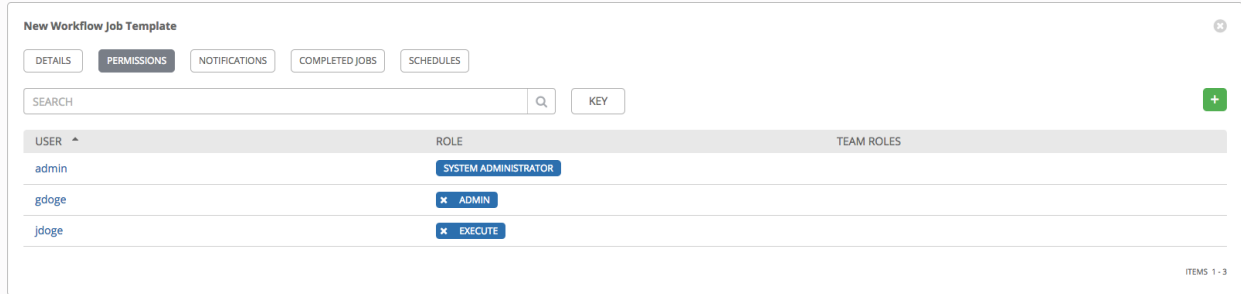 New Workflow Job Template
DETAILS PERMISSIONS NOTIFICATIONS COMPLETED JOBS SCHEDULES
SEARCH KEY
USER ROLE TEAM ROLES
admin SYSTEM ADMINISTRATOR
gdoge ADMIN
jdoge EXECUTE
ITEMS 1 - 3